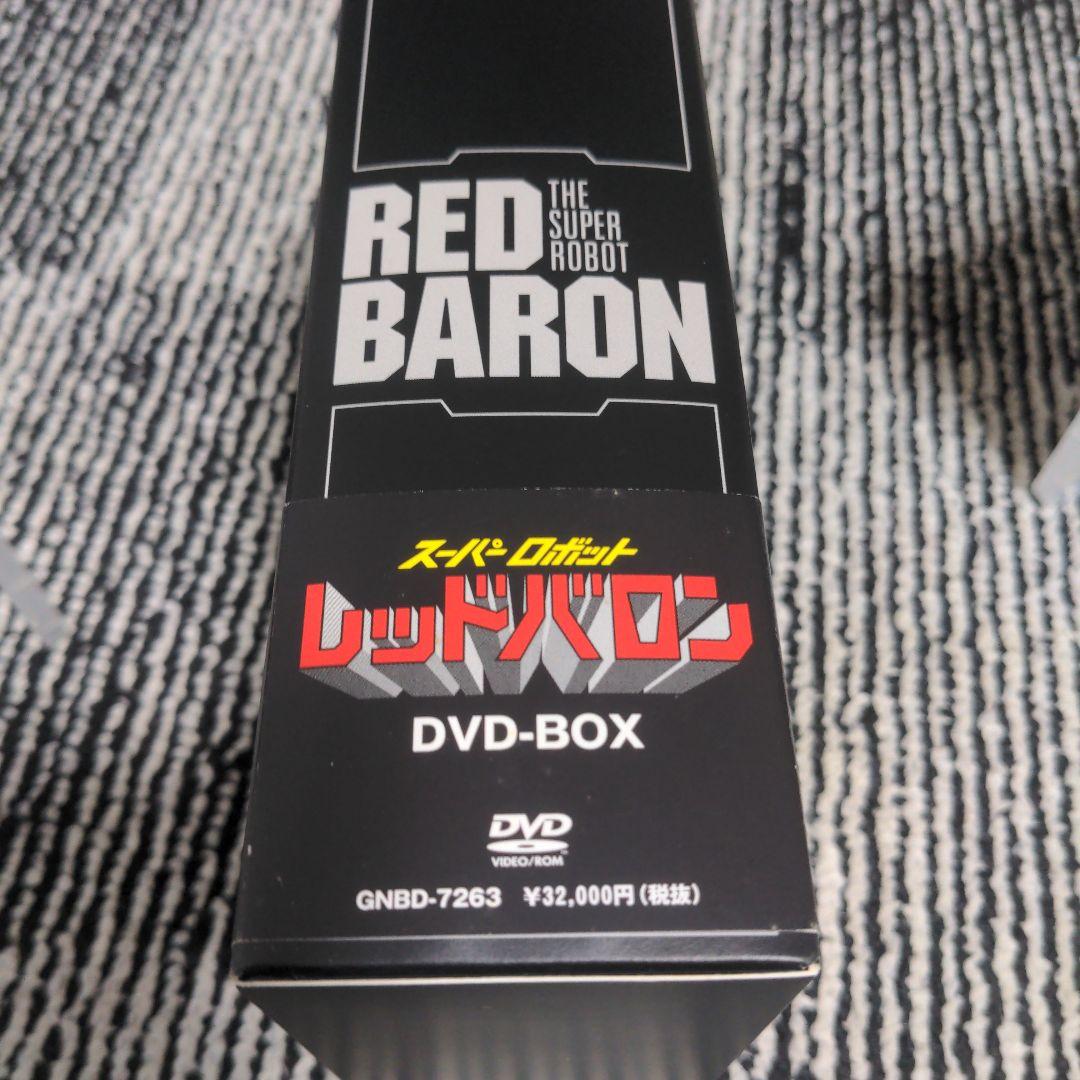 RED THE SUPER ROBOT
BARON
スーパーロボット
レッドバロン
DVD-BOX
DVD
VIDEO/ROM
GNBD-7263 ¥32,000円(税抜)